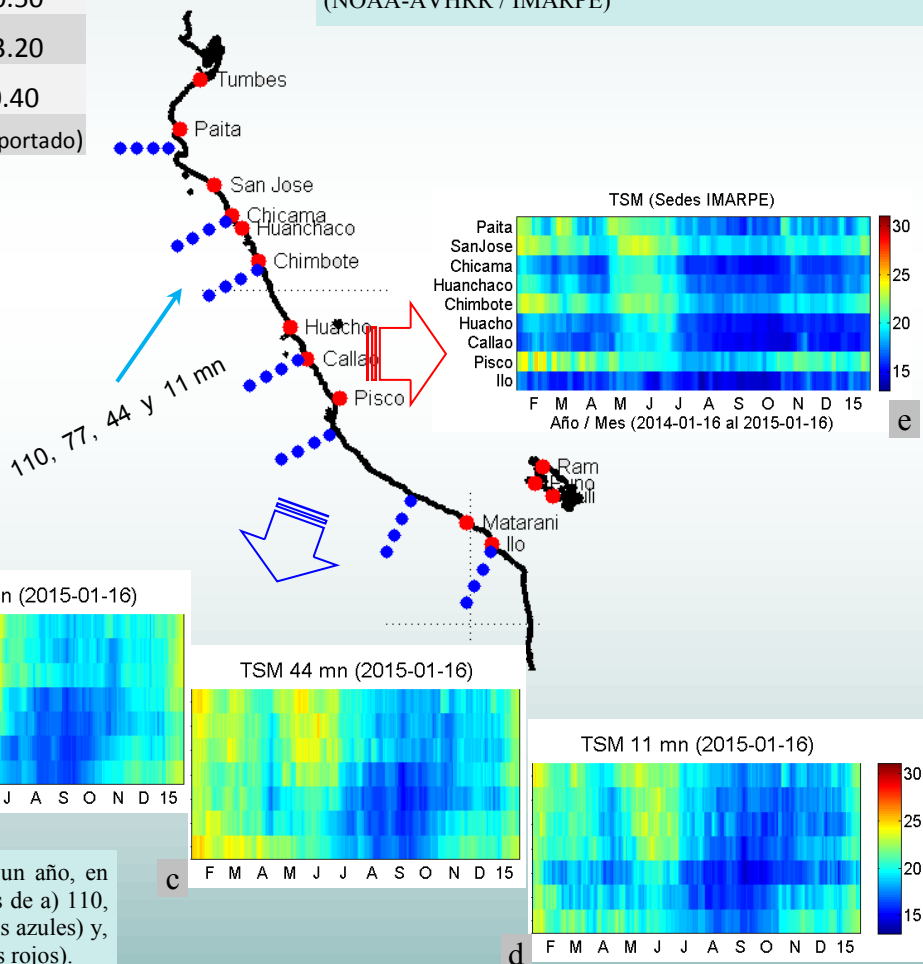 (NOAA-AVHRR / IMARPE)
3.20
0.40
portado)
Tumbes
Paita
San Jose
Chicama
Huanchaco
Chimbote
Huacho
Callao
Pisco
Matarani
Ilo
Ram
110, 77, 44 y 11 mn
TSM (Sedes IMARPE)
Paita
SanJose
Chicama
Huanchaco
Chimbote
Huacho
Callao
Pisco
Ilo
30
25
20
15
F M A M J J A S O N D 15
Año / Mes (2014-01-16 al 2015-01-16)
e
n (2015-01-16)
J A S O N D 15
TSM 44 mn (2015-01-16)
F M A M J J A S O N D 15
c
TSM 11 mn (2015-01-16)
30
25
20
15
F M A M J J A S O N D 15
d
un año, en
s de a) 110,
s azules) y,
s rojos).